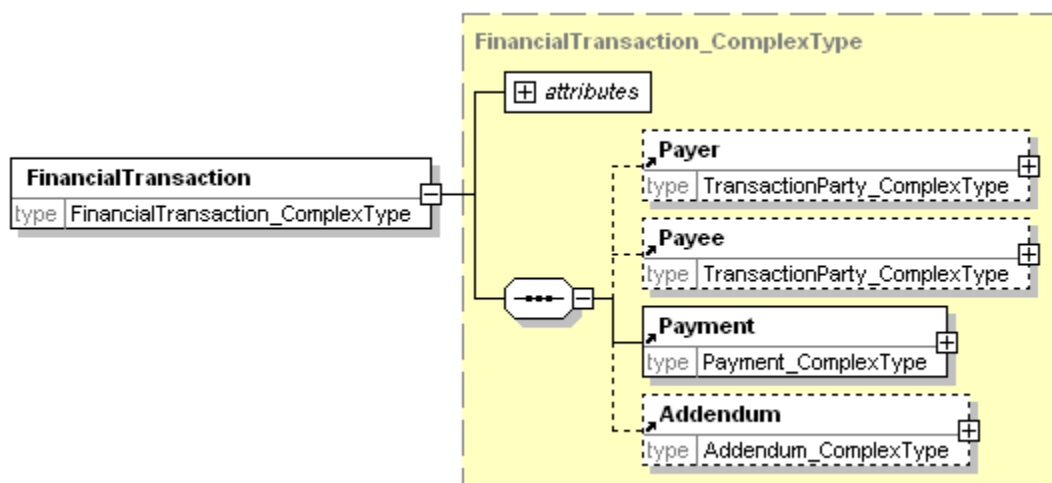 FinancialTransaction_ComplexType
attributes
FinancialTransaction
type FinancialTransaction_ComplexType
Payer
type TransactionParty_ComplexType
Payee
type TransactionParty_ComplexType
Payment
type Payment_ComplexType
Addendum
type Addendum_ComplexType